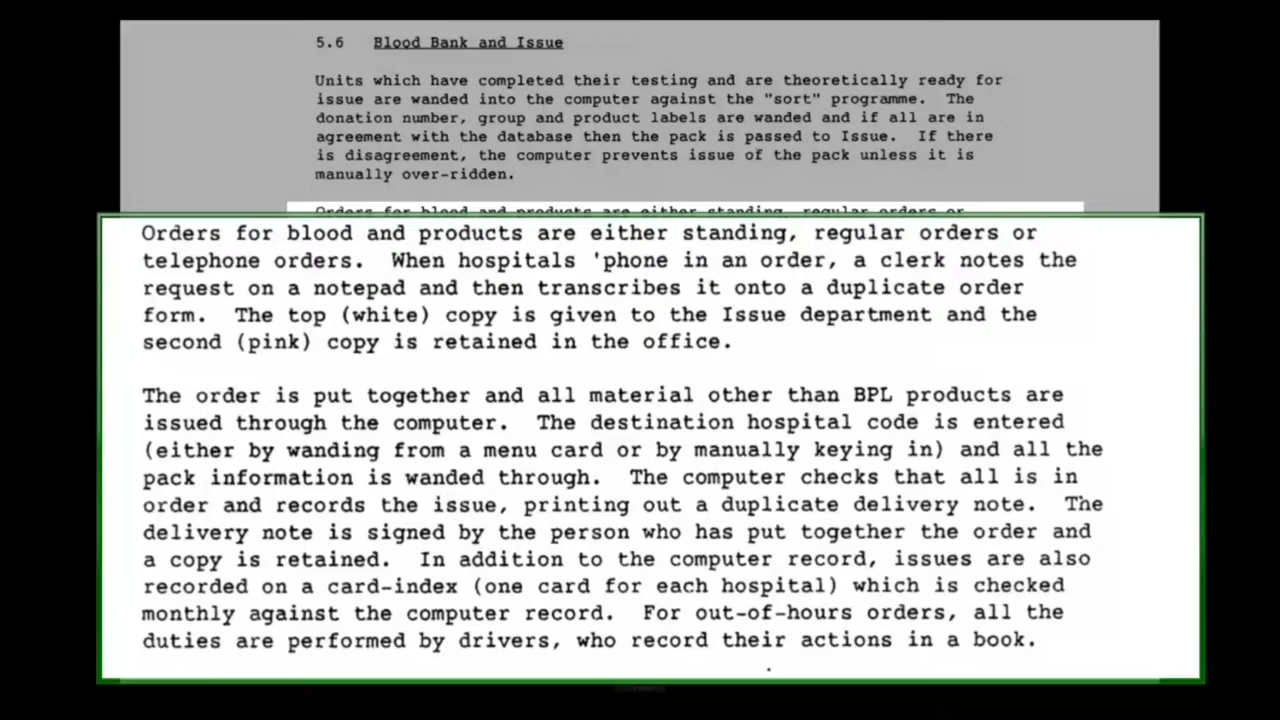 5.6 Blood Bank and Issue
Units which have completed their testing and are theoretically ready for
issue are wanded into the computer against the "sort" programme. The
donation number, group and product labels are wanded and if all are in
agreement with the database then the pack is passed to Issue. If there
is disagreement, the computer prevents issue of the pack unless it is
manually over-ridden.
Orders for blood and products are either standing, regular orders or
Orders for blood and products are either standing, regular orders or
telephone orders. When hospitals 'phone in an order, a clerk notes the
request on a notepad and then transcribes it onto a duplicate order
form. The top (white) copy is given to the Issue department and the
second (pink) copy is retained in the office.
The order is put together and all material other than BPL products are
issued through the computer. The destination hospital code is entered
(either by wanding from a menu card or by manually keying in) and all the
pack information is wanded through. The computer checks that all is in
order and records the issue, printing out a duplicate delivery note. The
delivery note is signed by the person who has put together the order and
a copy is retained. In addition to the computer record, issues are also
recorded on a card-index (one card for each hospital) which is checked
monthly against the computer record. For out-of-hours orders, all the
duties are performed by drivers, who record their actions in a book.